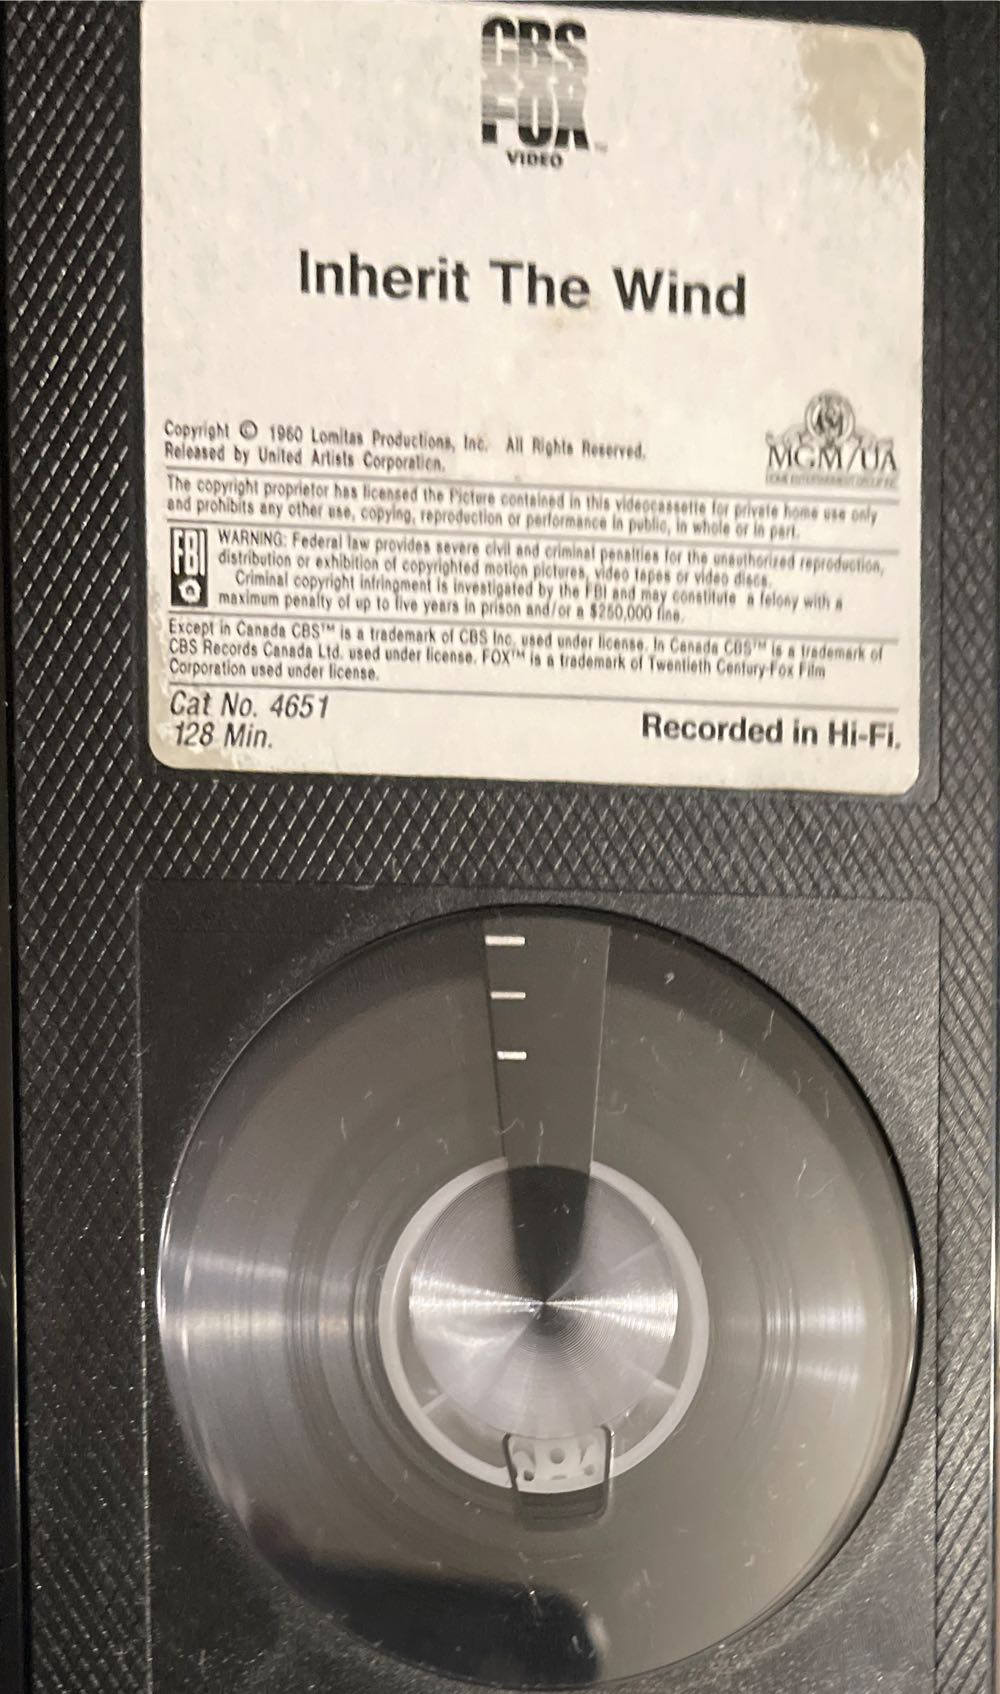 CBS
FOX
VIDEO
Inherit The Wind
Copyright © 1960 Lomitas Productions, Inc. All Rights Reserved.
Released by United Artists Corporation.
MGM/UA
HOME ENTERTAINMENT GROUP, INC.
The copyright proprietor has licensed the Picture contained in this videocassette for private home use only
and prohibits any other use, copying, reproduction or performance in public, in whole or in part.
FBI
WARNING: Federal law provides severe civil and criminal penalties for the unauthorized reproduction,
distribution or exhibition of copyrighted motion pictures, video tapes or video discs.
Criminal copyright infringment is investigated by the FBI and may constitute a felony with a
maximum penalty of up to five years in prison and/or a $250,000 fine.
Except in Canada CBS™ is a trademark of CBS Inc. used under license. In Canada CBS™ is a trademark of
CBS Records Canada Ltd. used under license. FOX™ is a trademark of Twentieth Century-Fox Film
Corporation used under license.
Cat No. 4651
128 Min.
Recorded in Hi-Fi.